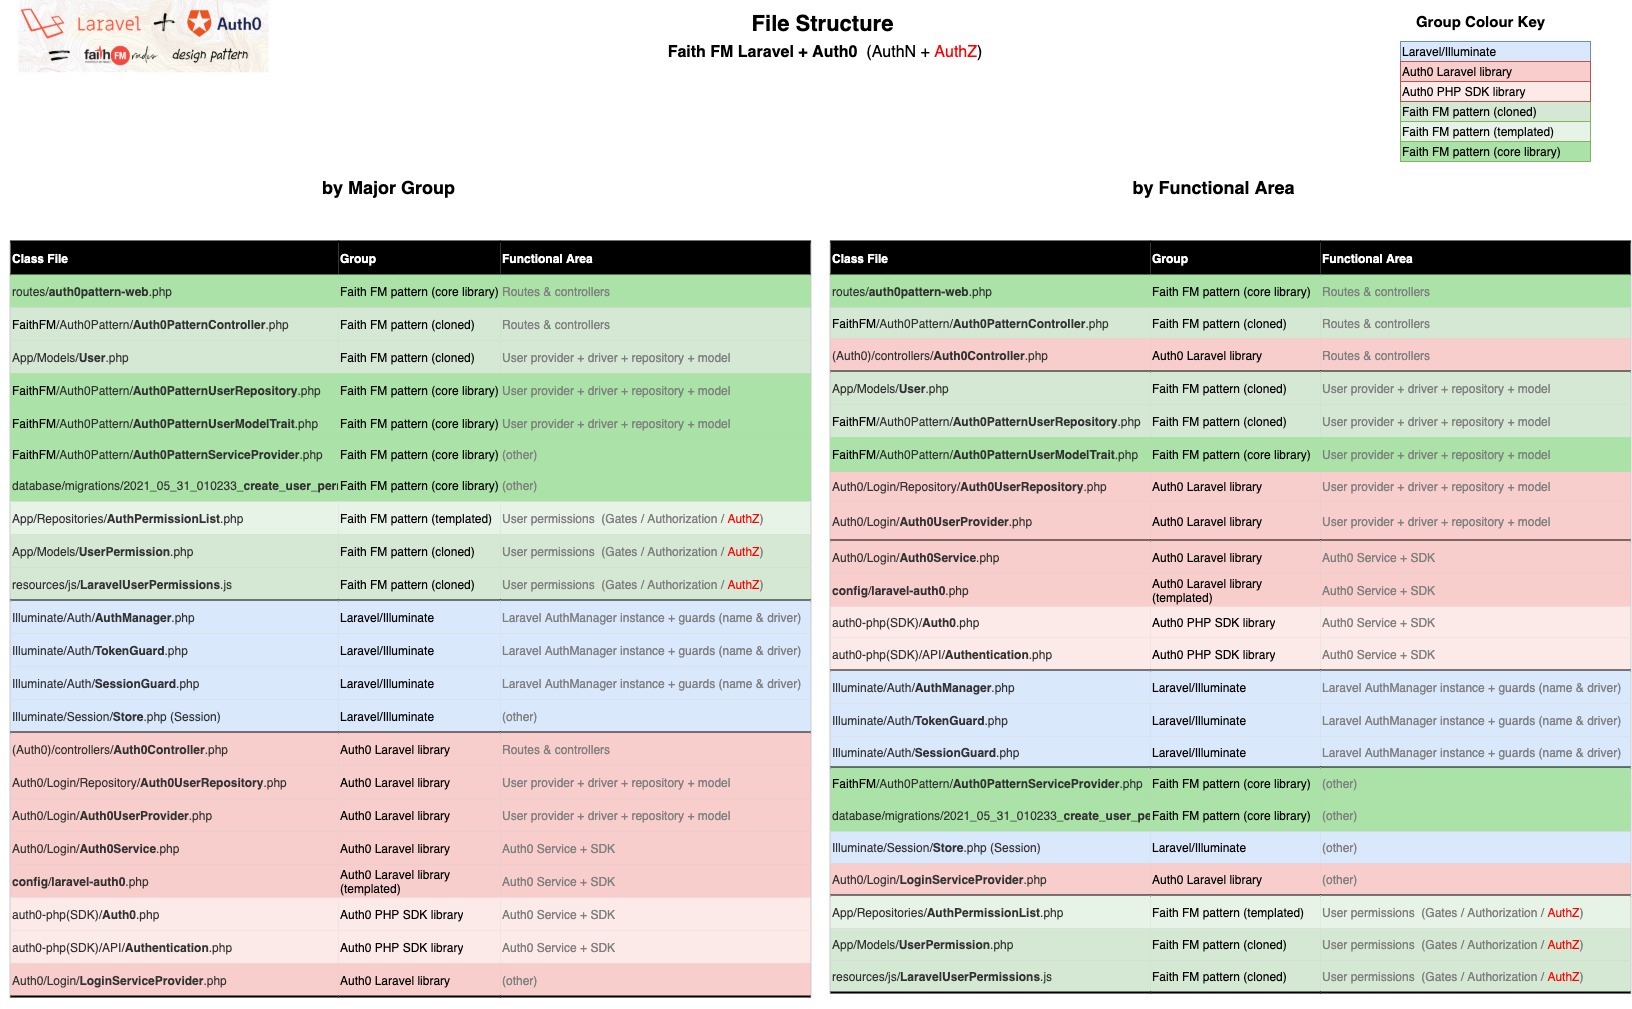 Laravel + Auth0
= faith FM radio design pattern
File Structure
Faith FM Laravel + Auth0 (AuthN + AuthZ)
Group Colour Key
Laravel/Illuminate
Auth0 Laravel library
Auth0 PHP SDK library
Faith FM pattern (cloned)
Faith FM pattern (templated)
Faith FM pattern (core library)
by Major Group
Class File Group Functional Area
routes/auth0pattern-web.php Faith FM pattern (core library) Routes & controllers
FaithFM/Auth0Pattern/Auth0PatternController.php Faith FM pattern (cloned) Routes & controllers
App/Models/User.php Faith FM pattern (cloned) User provider + driver + repository + model
FaithFM/Auth0Pattern/Auth0PatternUserRepository.php Faith FM pattern (core library) User provider + driver + repository + model
FaithFM/Auth0Pattern/Auth0PatternUserModelTrait.php Faith FM pattern (core library) User provider + driver + repository + model
FaithFM/Auth0Pattern/Auth0PatternServiceProvider.php Faith FM pattern (core library) (other)
database/migrations/2021_05_31_010233_create_user_per Faith FM pattern (core library) (other)
App/Repositories/AuthPermissionList.php Faith FM pattern (templated) User permissions (Gates / Authorization / AuthZ)
App/Models/UserPermission.php Faith FM pattern (cloned) User permissions (Gates / Authorization / AuthZ)
resources/js/LaravelUserPermissions.js Faith FM pattern (cloned) User permissions (Gates / Authorization / AuthZ)
Illuminate/Auth/AuthManager.php Laravel/Illuminate Laravel AuthManager instance + guards (name & driver)
Illuminate/Auth/TokenGuard.php Laravel/Illuminate Laravel AuthManager instance + guards (name & driver)
Illuminate/Auth/SessionGuard.php Laravel/Illuminate Laravel AuthManager instance + guards (name & driver)
Illuminate/Session/Store.php (Session) Laravel/Illuminate (other)
(Auth0)/controllers/Auth0Controller.php Auth0 Laravel library Routes & controllers
Auth0/Login/Repository/Auth0UserRepository.php Auth0 Laravel library User provider + driver + repository + model
Auth0/Login/Auth0UserProvider.php Auth0 Laravel library User provider + driver + repository + model
Auth0/Login/Auth0Service.php Auth0 Laravel library Auth0 Service + SDK
config/laravel-auth0.php Auth0 Laravel library (templated) Auth0 Service + SDK
auth0-php(SDK)/Auth0.php Auth0 PHP SDK library Auth0 Service + SDK
auth0-php(SDK)/API/Authentication.php Auth0 PHP SDK library Auth0 Service + SDK
Auth0/Login/LoginServiceProvider.php Auth0 Laravel library (other)
by Functional Area
Class File Group Functional Area
routes/auth0pattern-web.php Faith FM pattern (core library) Routes & controllers
FaithFM/Auth0Pattern/Auth0PatternController.php Faith FM pattern (cloned) Routes & controllers
(Auth0)/controllers/Auth0Controller.php Auth0 Laravel library Routes & controllers
App/Models/User.php Faith FM pattern (cloned) User provider + driver + repository + model
FaithFM/Auth0Pattern/Auth0PatternUserRepository.php Faith FM pattern (cloned) User provider + driver + repository + model
FaithFM/Auth0Pattern/Auth0PatternUserModelTrait.php Faith FM pattern (core library) User provider + driver + repository + model
Auth0/Login/Repository/Auth0UserRepository.php Auth0 Laravel library User provider + driver + repository + model
Auth0/Login/Auth0UserProvider.php Auth0 Laravel library User provider + driver + repository + model
Auth0/Login/Auth0Service.php Auth0 Laravel library Auth0 Service + SDK
config/laravel-auth0.php Auth0 Laravel library (templated) Auth0 Service + SDK
auth0-php(SDK)/Auth0.php Auth0 PHP SDK library Auth0 Service + SDK
auth0-php(SDK)/API/Authentication.php Auth0 PHP SDK library Auth0 Service + SDK
Illuminate/Auth/AuthManager.php Laravel/Illuminate Laravel AuthManager instance + guards (name & driver)
Illuminate/Auth/TokenGuard.php Laravel/Illuminate Laravel AuthManager instance + guards (name & driver)
Illuminate/Auth/SessionGuard.php Laravel/Illuminate Laravel AuthManager instance + guards (name & driver)
FaithFM/Auth0Pattern/Auth0PatternServiceProvider.php Faith FM pattern (core library) (other)
database/migrations/2021_05_31_010233_create_user_pe Faith FM pattern (core library) (other)
Illuminate/Session/Store.php (Session) Laravel/Illuminate (other)
Auth0/Login/LoginServiceProvider.php Auth0 Laravel library (other)
App/Repositories/AuthPermissionList.php Faith FM pattern (templated) User permissions (Gates / Authorization / AuthZ)
App/Models/UserPermission.php Faith FM pattern (cloned) User permissions (Gates / Authorization / AuthZ)
resources/js/LaravelUserPermissions.js Faith FM pattern (cloned) User permissions (Gates / Authorization / AuthZ)